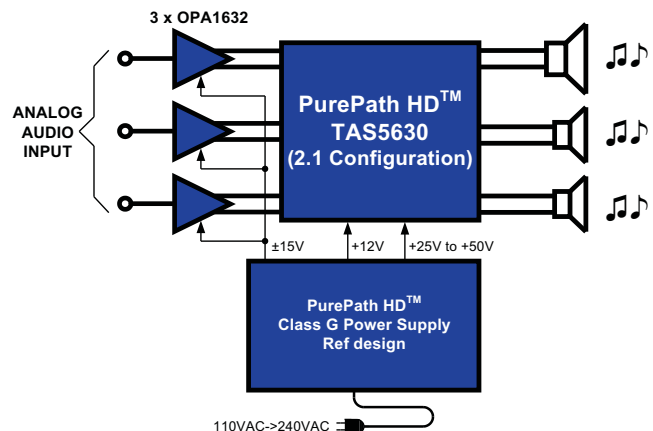 3 x OPA1632
ANALOG
AUDIO
INPUT
PurePath HD™
TAS5630
(2.1 Configuration)
±15V
+12V
+25V to +50V
PurePath HD™
Class G Power Supply
Ref design
110VAC->240VAC